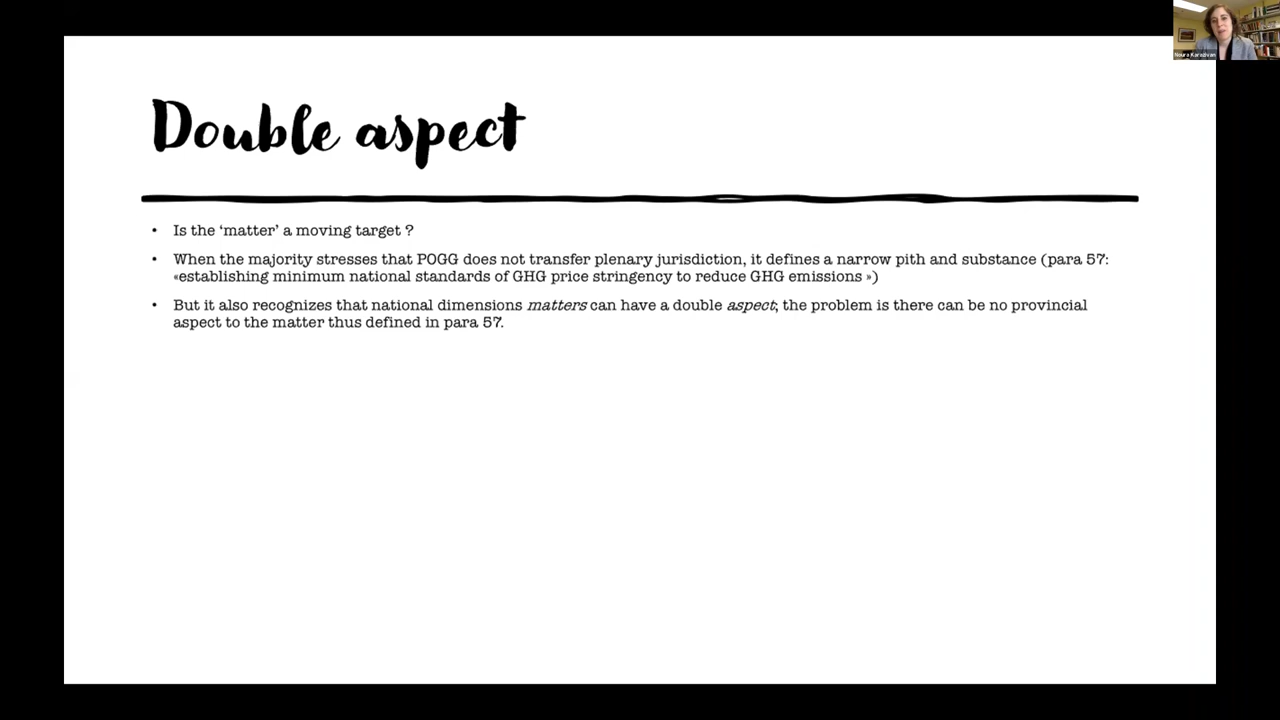 Double aspect
• Is the ‘matter’ a moving target ?
• When the majority stresses that POGG does not transfer plenary jurisdiction, it defines a narrow pith and substance (para 57:
«establishing minimum national standards of GHG price stringency to reduce GHG emissions »)
• But it also recognizes that national dimensions matters can have a double aspect; the problem is there can be no provincial
aspect to the matter thus defined in para 57.
Noura Karazivan